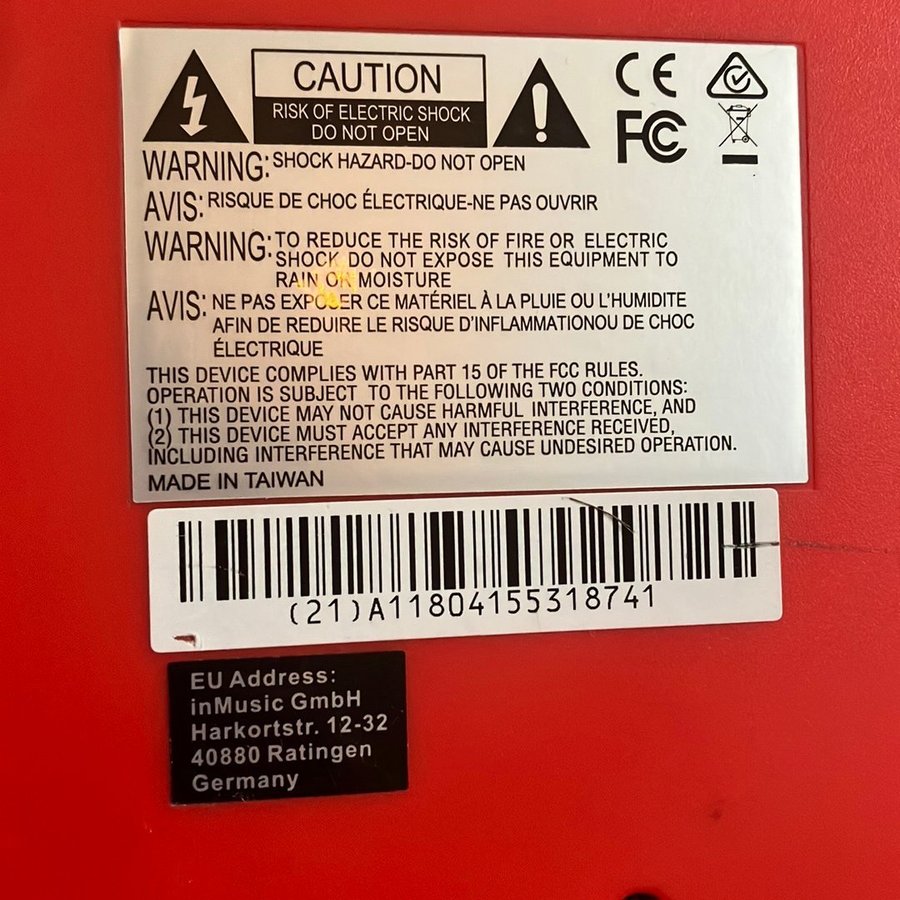 CAUTION
RISK OF ELECTRIC SHOCK
DO NOT OPEN
CE
FC
WARNING: SHOCK HAZARD-DO NOT OPEN
AVIS: RISQUE DE CHOC ÉLECTRIQUE-NE PAS OUVRIR
WARNING: TO REDUCE THE RISK OF FIRE OR ELECTRIC
SHOCK DO NOT EXPOSE THIS EQUIPMENT TO
RAIN OR MOISTURE
AVIS: NE PAS EXPOSER CE MATÉRIEL À LA PLUIE OU L'HUMIDITE
AFIN DE REDUIRE LE RISQUE D'INFLAMMATIONOU DE CHOC
ÉLECTRIQUE
THIS DEVICE COMPLIES WITH PART 15 OF THE FCC RULES.
OPERATION IS SUBJECT TO THE FOLLOWING TWO CONDITIONS:
(1) THIS DEVICE MAY NOT CAUSE HARMFUL INTERFERENCE, AND
(2) THIS DEVICE MUST ACCEPT ANY INTERFERENCE RECEIVED,
INCLUDING INTERFERENCE THAT MAY CAUSE UNDESIRED OPERATION.
MADE IN TAIWAN
(21)A11804155318741
EU Address:
inMusic GmbH
Harkortstr. 12-32
40880 Ratingen
Germany